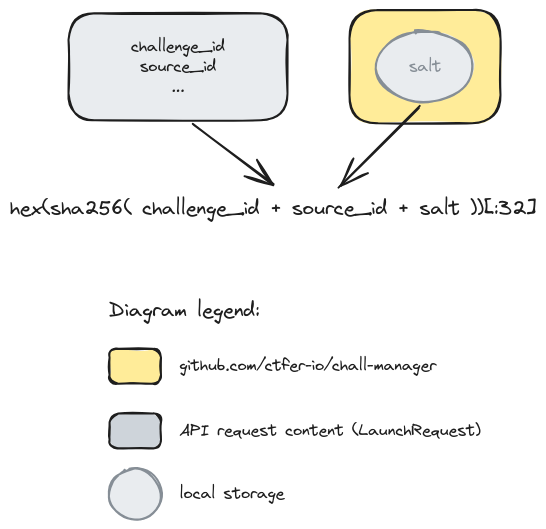 challenge_id
source_id
...
salt
hex(sha256( challenge_id + source_id + salt ))[:32]
Diagram legend:
github.com/ctfer-io/chall-manager
API request content (LaunchRequest)
local storage